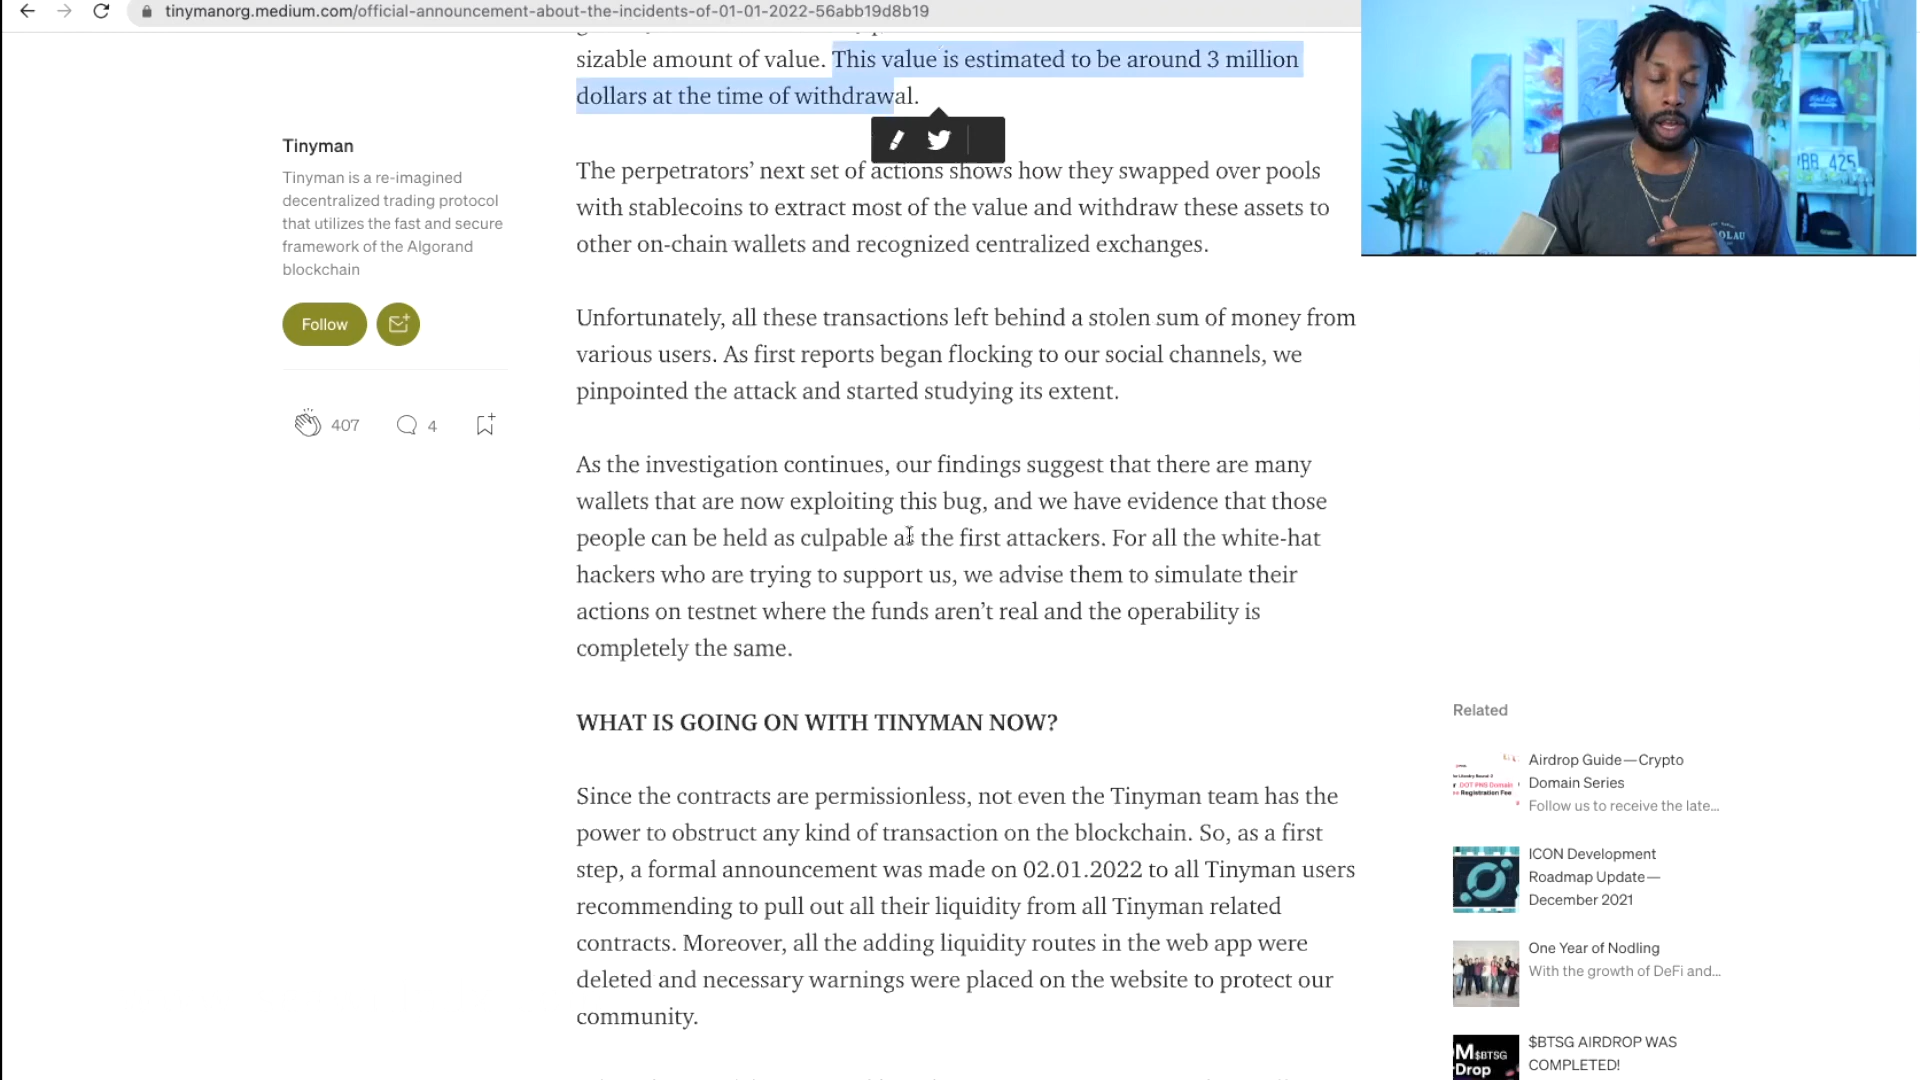 tinymanorg.medium.com/official-announcement-about-the-incidents-of-01-01-2022-56abb19d8b19
sizable amount of value. This value is estimated to be around 3 million
dollars at the time of withdrawal.
Tinyman
Tinyman is a re-imagined
decentralized trading protocol
that utilizes the fast and secure
framework of the Algorand
blockchain
Follow
407
4
The perpetrators’ next set of actions shows how they swapped over pools
with stablecoins to extract most of the value and withdraw these assets to
other on-chain wallets and recognized centralized exchanges.
Unfortunately, all these transactions left behind a stolen sum of money from
various users. As first reports began flocking to our social channels, we
pinpointed the attack and started studying its extent.
As the investigation continues, our findings suggest that there are many
wallets that are now exploiting this bug, and we have evidence that those
people can be held as culpable as the first attackers. For all the white-hat
hackers who are trying to support us, we advise them to simulate their
actions on testnet where the funds aren’t real and the operability is
completely the same.
WHAT IS GOING ON WITH TINYMAN NOW?
Since the contracts are permissionless, not even the Tinyman team has the
power to obstruct any kind of transaction on the blockchain. So, as a first
step, a formal announcement was made on 02.01.2022 to all Tinyman users
recommending to pull out all their liquidity from all Tinyman related
contracts. Moreover, all the adding liquidity routes in the web app were
deleted and necessary warnings were placed on the website to protect our
community.
Related
Airdrop Guide—Crypto
Domain Series
Follow us to receive the late...
DOT PNS Domain
Registration Fee
ICON Development
Roadmap Update—
December 2021
One Year of Nodling
With the growth of DeFi and...
$BTSG AIRDROP WAS
COMPLETED!
$BTSG
Drop